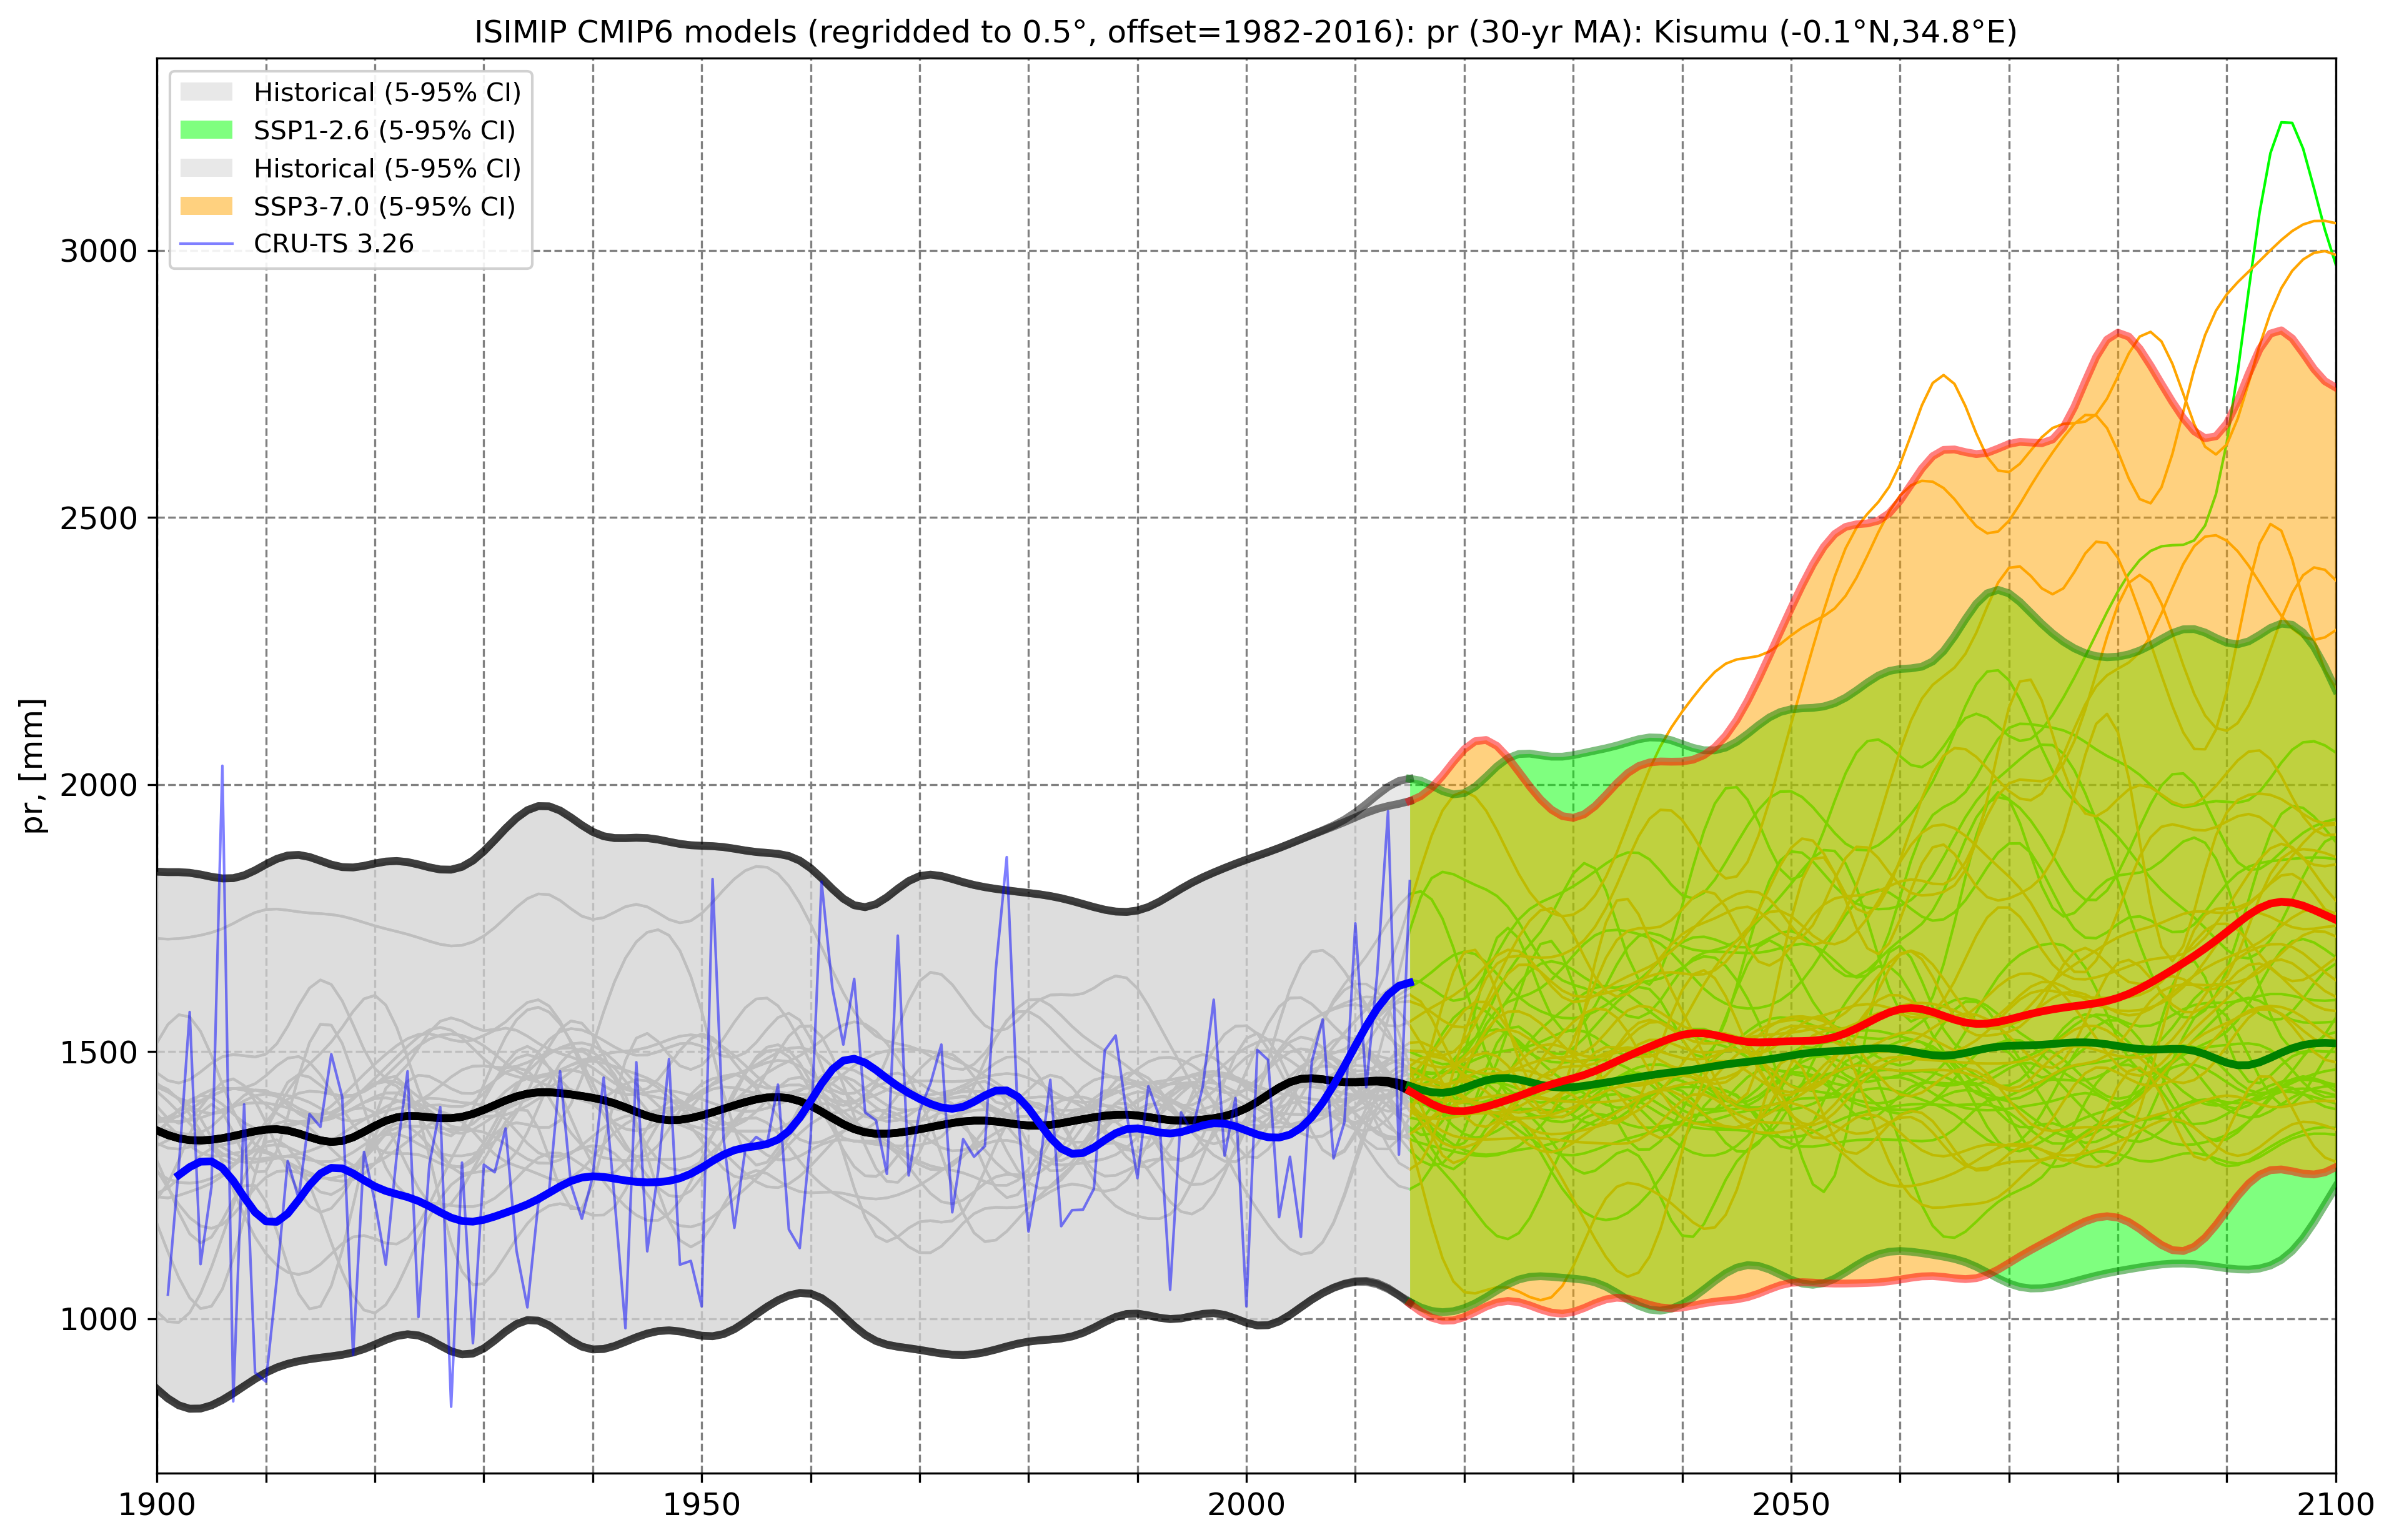 ISIMIP CMIP6 models (regridded to 0.5°, offset=1982-2016): pr (30-yr MA): Kisumu (-0.1°N,34.8°E)
Historical (5-95% CI)
SSP1-2.6 (5-95% CI)
Historical (5-95% CI)
SSP3-7.0 (5-95% CI)
CRU-TS 3.26
3000
2500
2000
1500
1000
pr, [mm]
1900 1950 2000 2050 2100